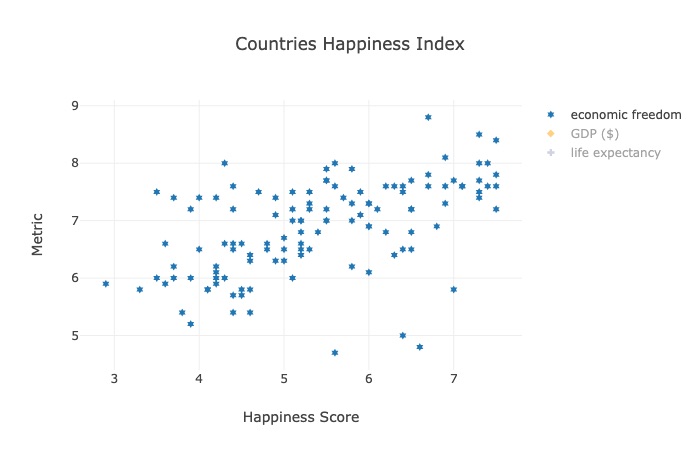 Countries Happiness Index
economic freedom
GDP ($)
life expectancy
9
8
7
6
5
Metric
3 4 5 6 7
Happiness Score